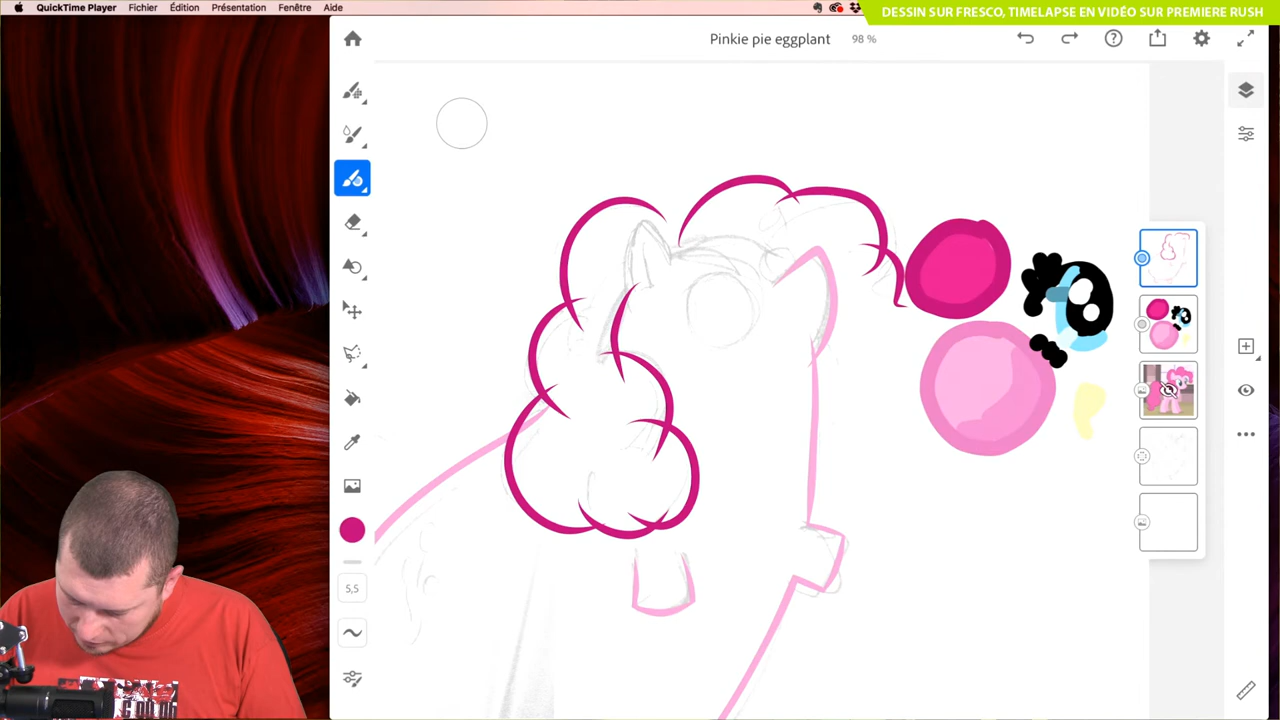 QuickTime Player Fichier Édition Présentation Fenêtre Aide
DESSIN SUR FRESCO, TIMELAPSE EN VIDÉO SUR PREMIERE RUSH
Pinkie pie eggplant 98 %
5,5